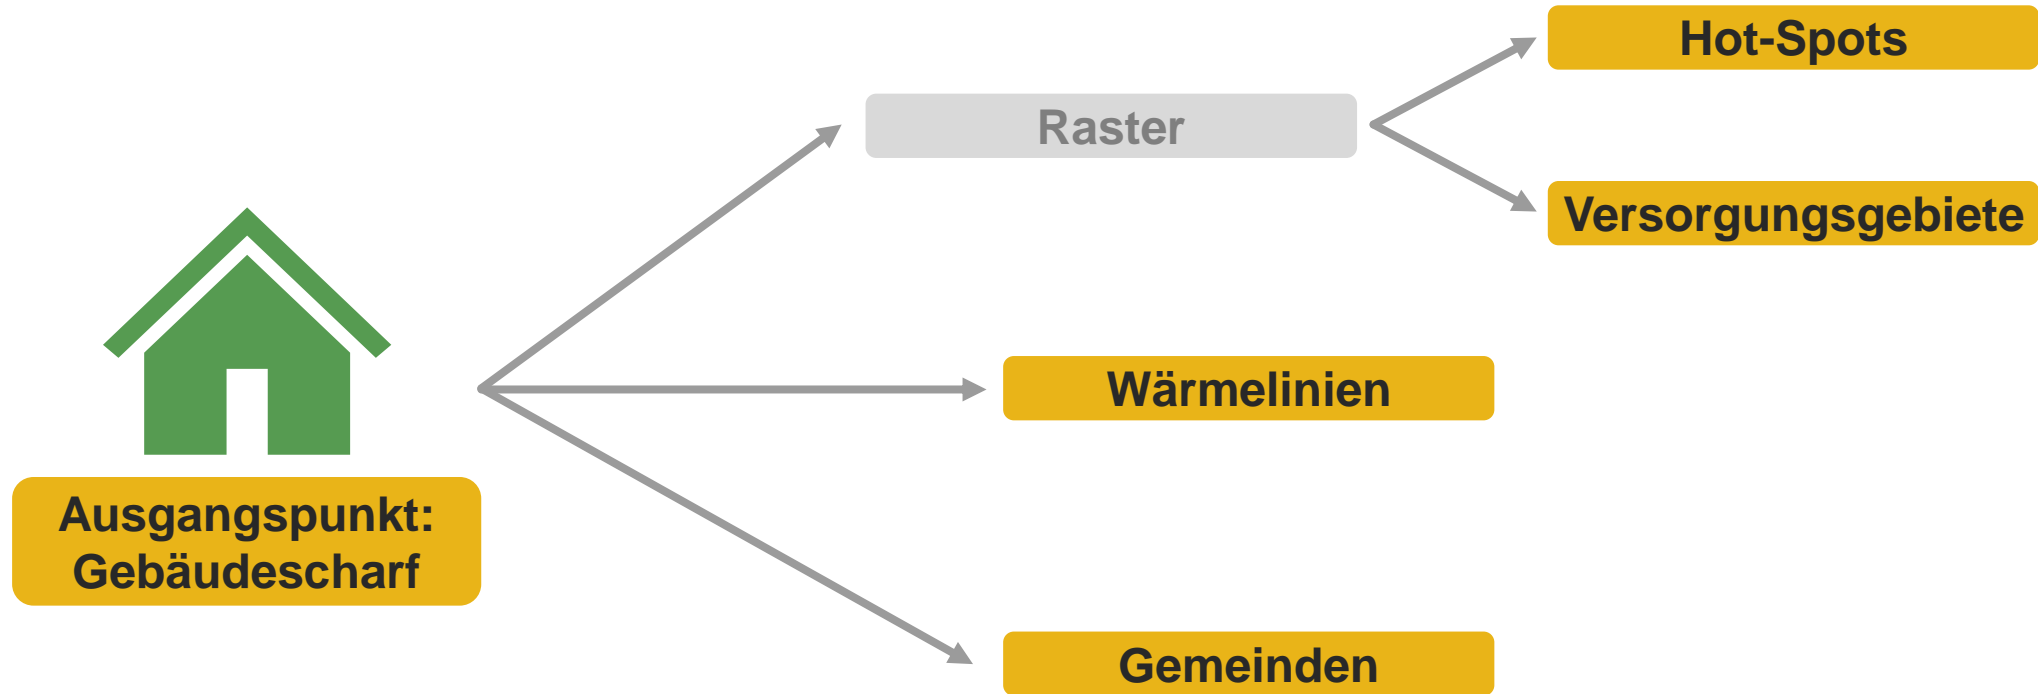 Hot-Spots
Raster
Versorgungsgebiete
Wärmelinien
Ausgangspunkt:
Gebäudescharf
Gemeinden